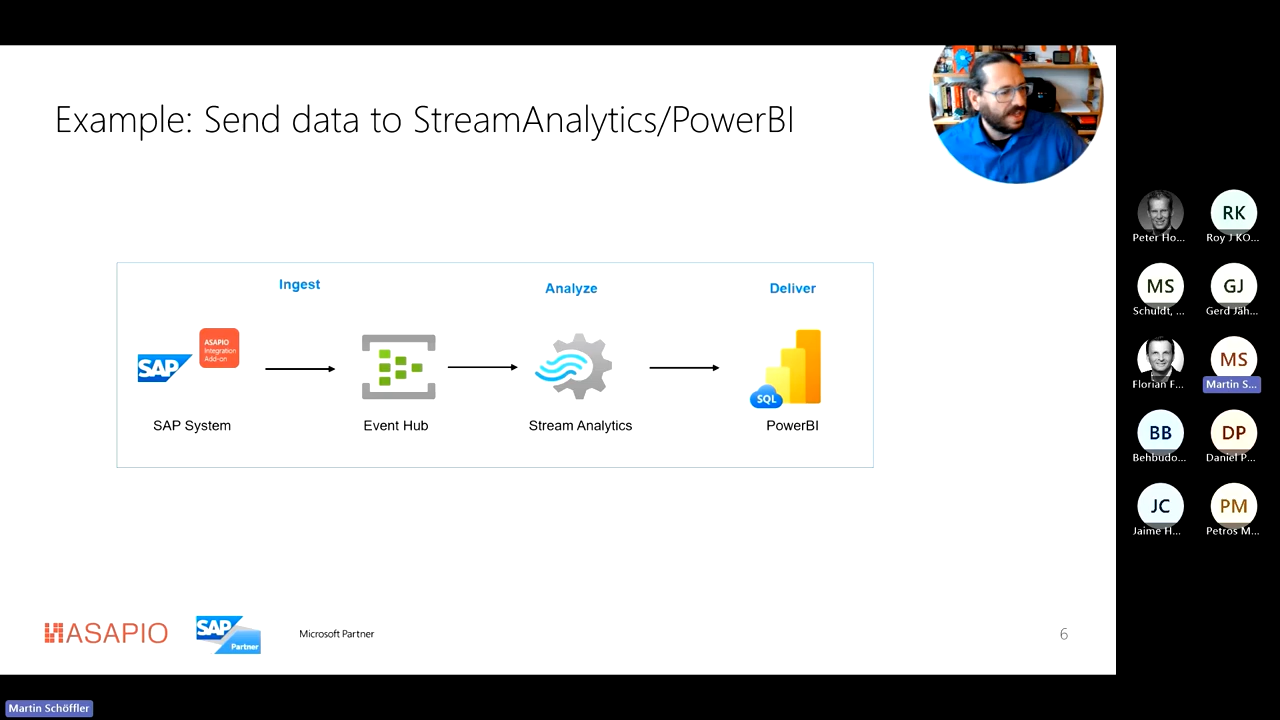 Example: Send data to StreamAnalytics/PowerBI
Ingest
Analyze
Deliver
SAP
ASAPIO
Integration
Add-on
SQL
SAP System
Event Hub
Stream Analytics
PowerBI
ASAPIO
SAP
Partner
Microsoft Partner
6
Peter Ho...
RK
Roy J KO...
MS
Schuldt, ...
GJ
Gerd Jäh...
Florian F...
MS
Martin S...
BB
Behbudo...
DP
Daniel P...
JC
Jaime H...
PM
Petros M...
Martin Schöffler